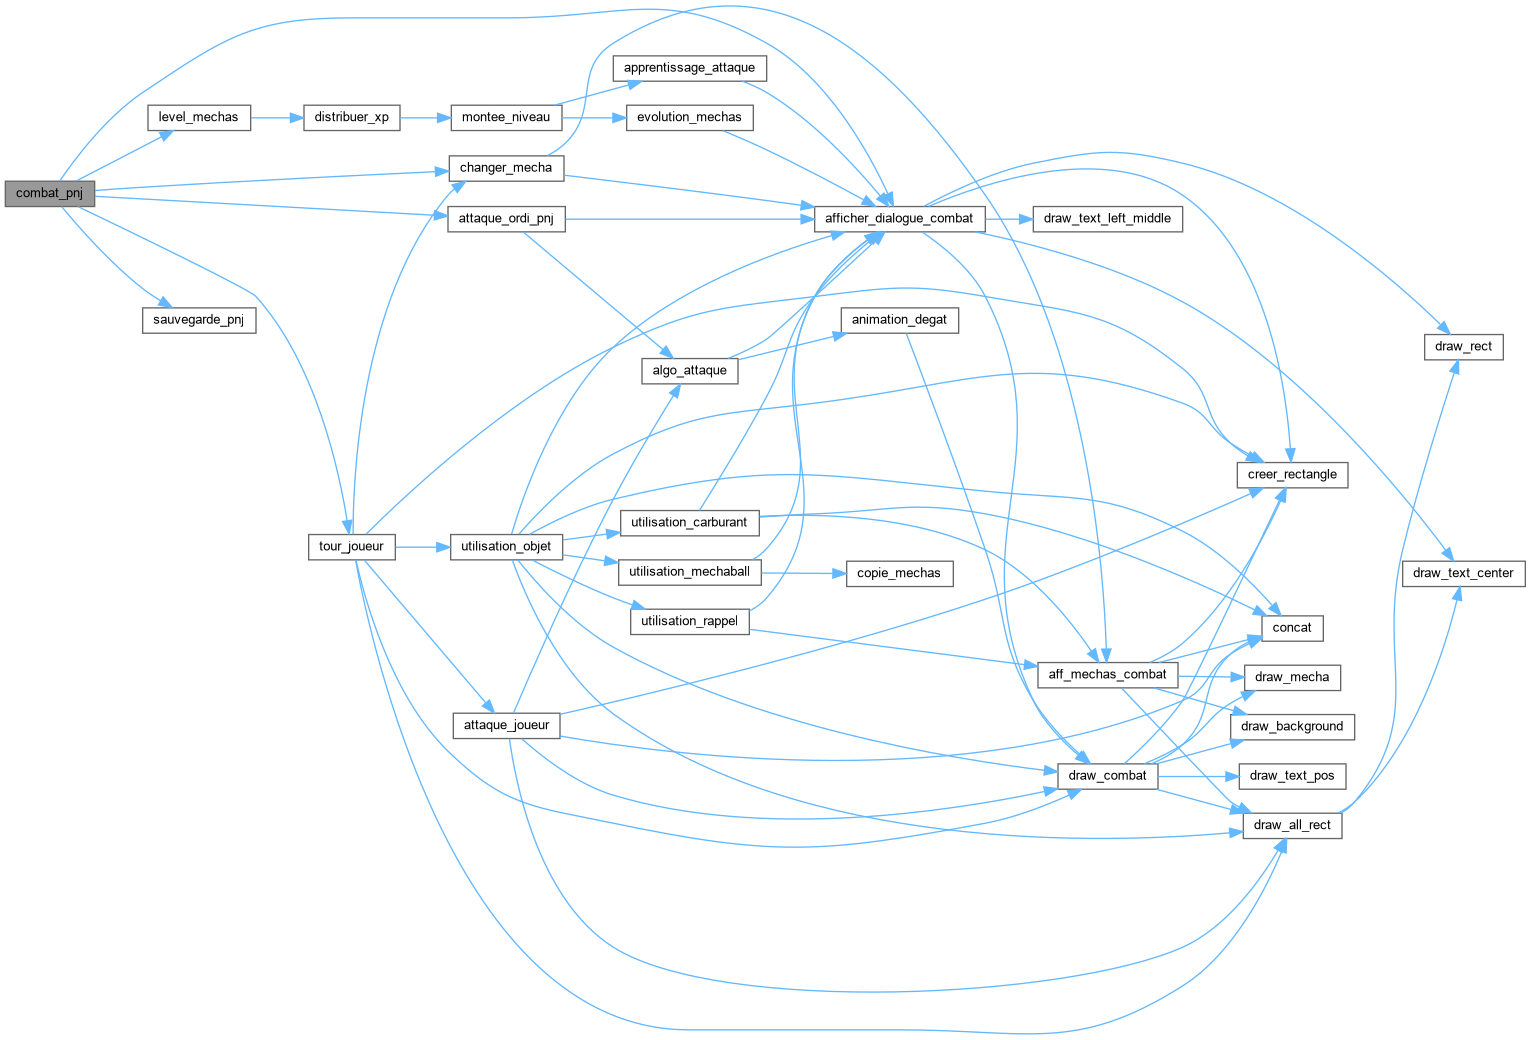 apprentissage_attaque
level_mechas
distribuer_xp
montee_niveau
evolution_mechas
changer_mecha
combat_pnj
attaque_ordi_pnj
afficher_dialogue_combat
draw_text_left_middle
sauvegarde_pnj
animation_degat
draw_rect
algo_attaque
creer_rectangle
utilisation_carburant
tour_joueur
utilisation_objet
utilisation_mechaball
copie_mechas
draw_text_center
utilisation_rappel
concat
aff_mechas_combat
draw_mecha
attaque_joueur
draw_background
draw_combat
draw_text_pos
draw_all_rect